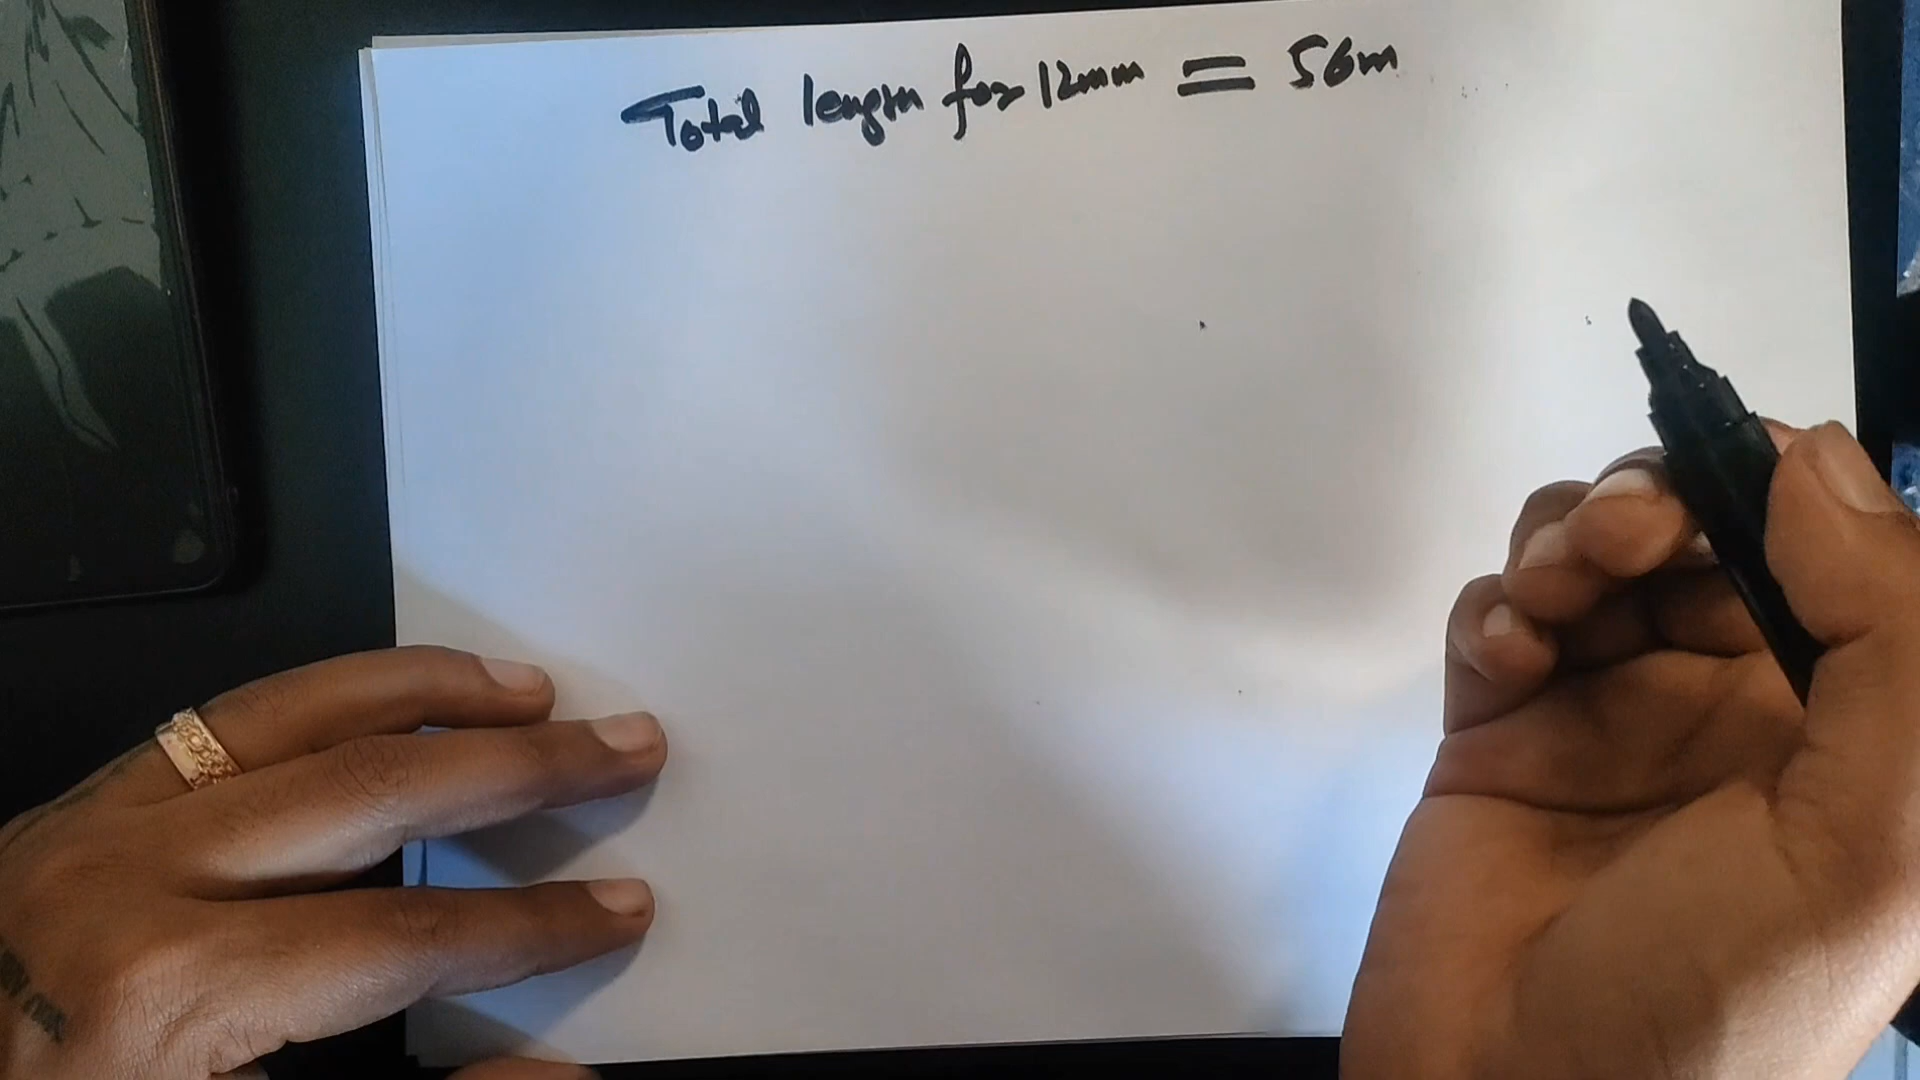 Total length for 12mm = 56m